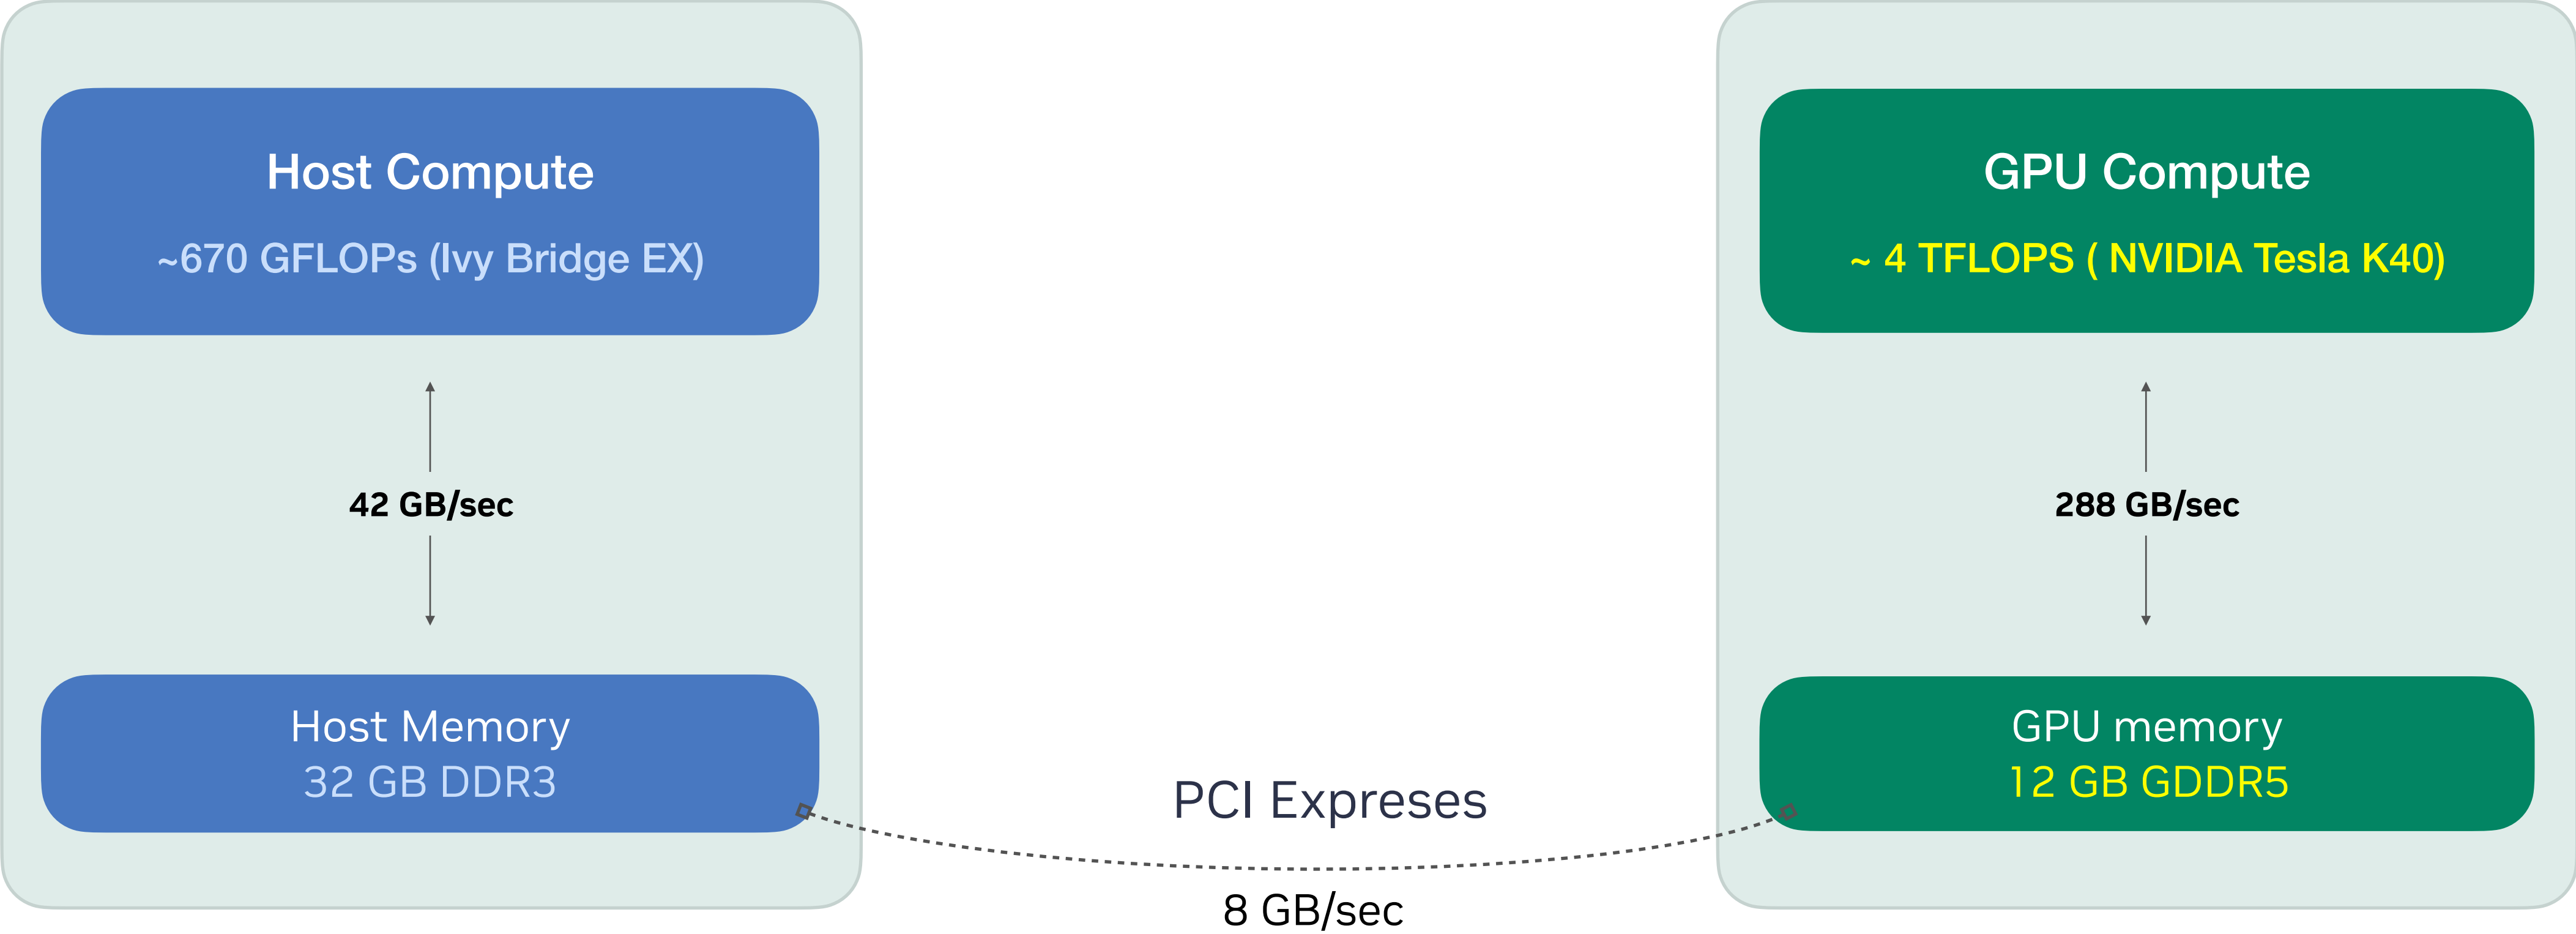 Host Compute
~670 GFLOPs (Ivy Bridge EX)
42 GB/sec
Host Memory
32 GB DDR3
PCI Expreses
8 GB/sec
GPU Compute
~ 4 TFLOPS ( NVIDIA Tesla K40)
288 GB/sec
GPU memory
12 GB GDDR5